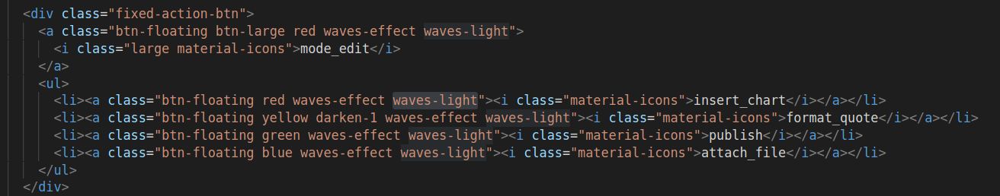 <div class="fixed-action-btn">
<a class="btn-floating btn-large red waves-effect waves-light">
<i class="large material-icons">mode_edit</i>
</a>
<ul>
<li><a class="btn-floating red waves-effect waves-light"><i class="material-icons">insert_chart</i></a></li>
<li><a class="btn-floating yellow darken-1 waves-effect waves-light"><i class="material-icons">format_quote</i></a></li>
<li><a class="btn-floating green waves-effect waves-light"><i class="material-icons">publish</i></a></li>
<li><a class="btn-floating blue waves-effect waves-light"><i class="material-icons">attach_file</i></a></li>
</ul>
</div>